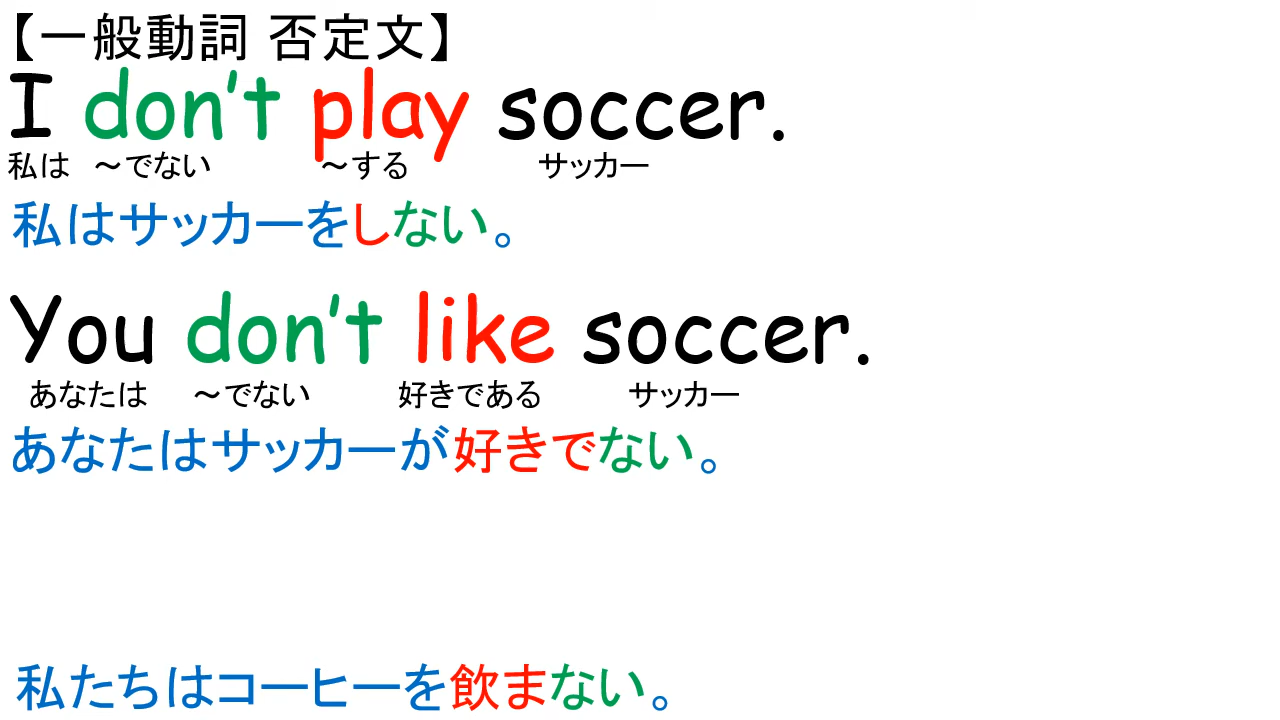 【一般動詞 否定文】
I don't play soccer.
私は ～でない ～する サッカー
私はサッカーをしない。
You don't like soccer.
あなたは ～でない 好きである サッカー
あなたはサッカーが好きでない。
私たちはコーヒーを飲まない。